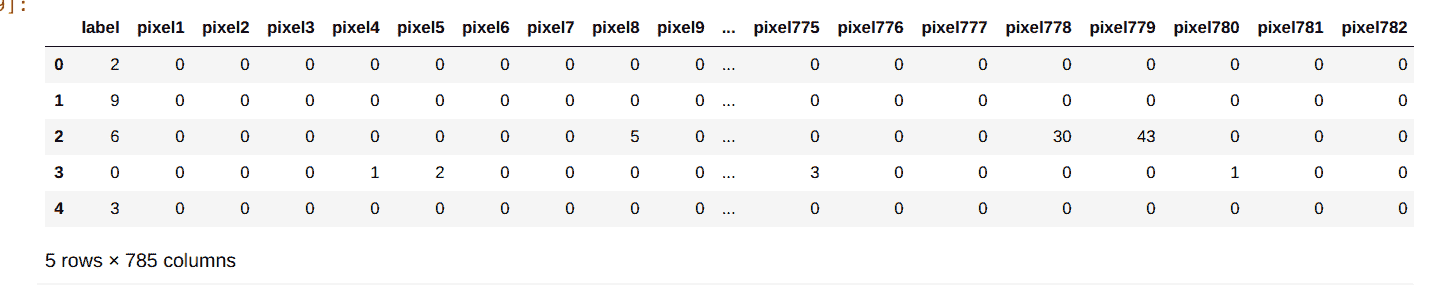 9]:
label pixel1 pixel2 pixel3 pixel4 pixel5 pixel6 pixel7 pixel8 pixel9 ... pixel775 pixel776 pixel777 pixel778 pixel779 pixel780 pixel781 pixel782
0 2 0 0 0 0 0 0 0 0 0 ... 0 0 0 0 0 0 0 0
1 9 0 0 0 0 0 0 0 0 0 ... 0 0 0 0 0 0 0 0
2 6 0 0 0 0 0 0 0 5 0 ... 0 0 0 30 43 0 0 0
3 0 0 0 0 1 2 0 0 0 0 ... 3 0 0 0 0 1 0 0
4 3 0 0 0 0 0 0 0 0 0 ... 0 0 0 0 0 0 0 0
5 rows × 785 columns